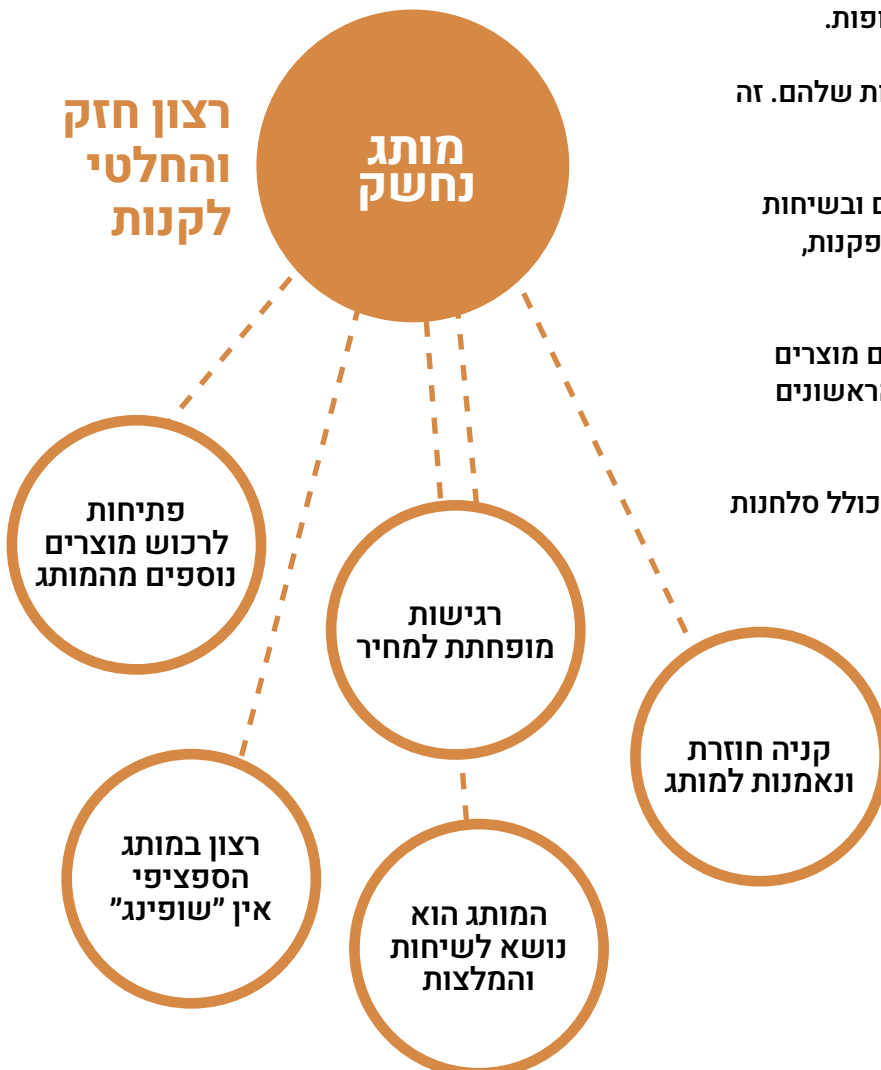 ות שלהם. זה
ם ובשיחות
פקנות,
ם מוצרים
הראשונים
כולל סלחנות
רצון חזק
והחלטי
לקנות
מותג
נחשק
פתיחות
לרכוש מוצרים
נוספים מהמותג
רגישות
מופחתת למחיר
קניה חוזרת
ונאמנות למותג
רצון במותג
הספציפי
אין "שופינג"
המותג הוא
נושא לשיחות
והמלצות